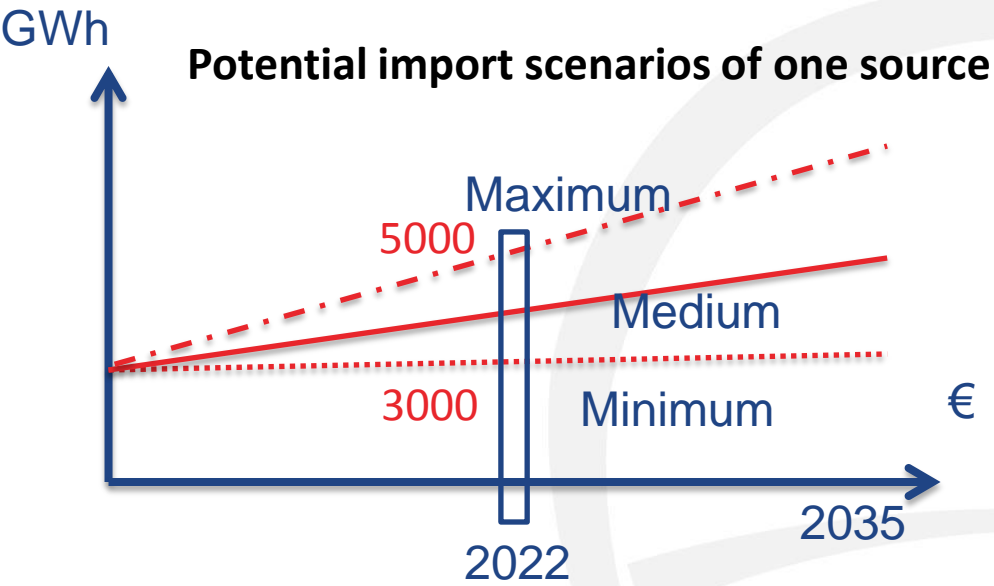 GWh
Potential import scenarios of one source
Maximum
5000
Medium
3000
Minimum
€
2035
2022